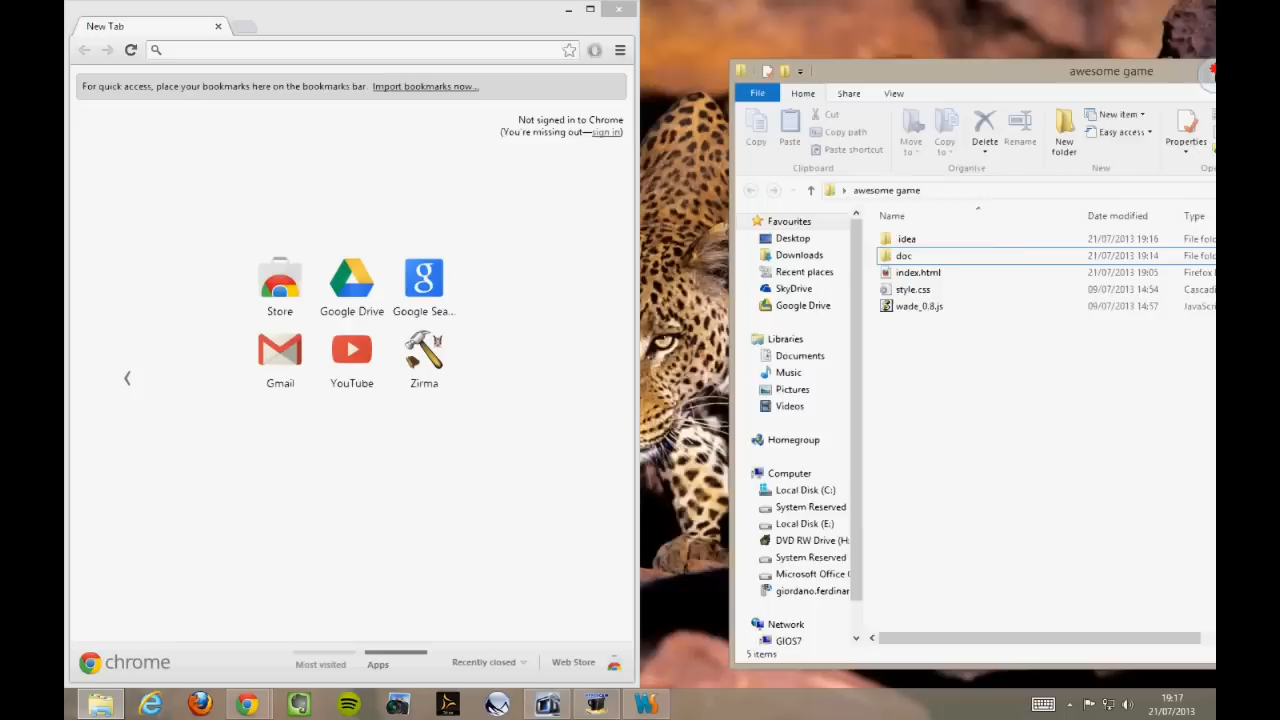 New Tab
For quick access, place your bookmarks here on the bookmarks bar. Import bookmarks now...
Not signed in to Chrome
(You're missing out—sign in)
Store
Google Drive
Google Sea...
Gmail
YouTube
Zirma
chrome
Most visited
Apps
Recently closed
Web Store
awesome game
File
Home
Share
View
Copy
Paste
Cut
Copy path
Paste shortcut
Clipboard
Move to
Copy to
Delete
Rename
Organise
New folder
New item
Easy access
New
Properties
awesome game
Name
Date modified
Type
.idea
21/07/2013 19:16
File fol
doc
21/07/2013 19:14
File fol
index.html
21/07/2013 19:05
Firefox
style.css
09/07/2013 14:54
Cascadi
wade_0.8.js
09/07/2013 14:57
JavaScr
Favourites
Desktop
Downloads
Recent places
SkyDrive
Google Drive
Libraries
Documents
Music
Pictures
Videos
Homegroup
Computer
Local Disk (C:)
System Reserved
Local Disk (E:)
DVD RW Drive (H:
System Reserved
Microsoft Office
giordano.ferdinar
Network
GIOS7
5 items
19:17
21/07/2013